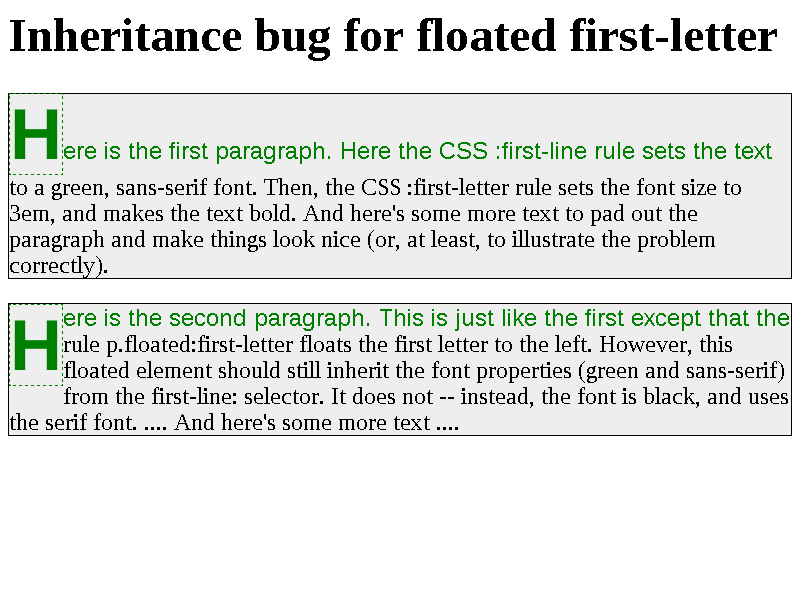 Inheritance bug for floated first-letter
Here is the first paragraph. Here the CSS :first-line rule sets the text
to a green, sans-serif font. Then, the CSS :first-letter rule sets the font size to
3em, and makes the text bold. And here's some more text to pad out the
paragraph and make things look nice (or, at least, to illustrate the problem
correctly).
Here is the second paragraph. This is just like the first except that the
rule p.floated:first-letter floats the first letter to the left. However, this
floated element should still inherit the font properties (green and sans-serif)
from the first-line: selector. It does not -- instead, the font is black, and uses
the serif font. .... And here's some more text ....